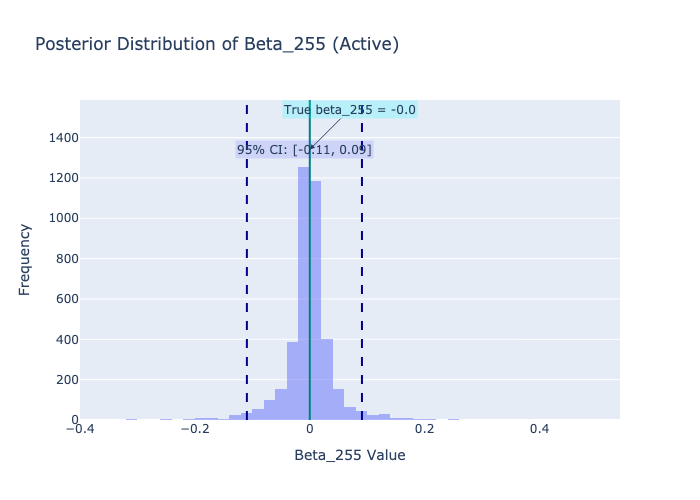 Posterior Distribution of Beta_255 (Active)
True beta_255 = -0.0
95% CI: [-0.11, 0.09]
1400
1200
1000
800
600
400
200
0
−0.4
−0.2
0
0.2
0.4
Frequency
Beta_255 Value